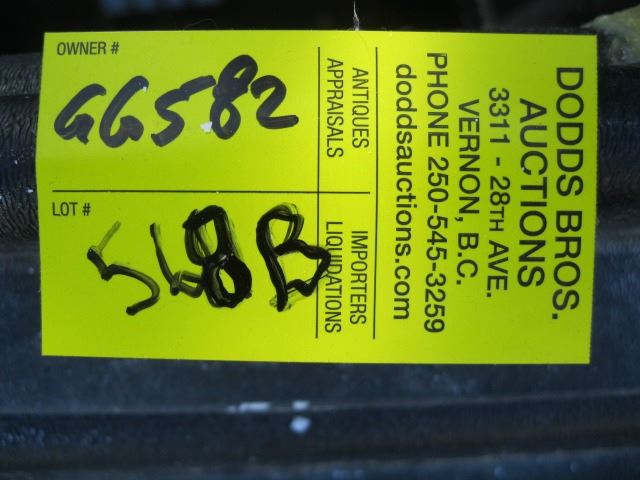 OWNER #
GG582
LOT #
568B
DODDS BROS.
AUCTIONS
3311 - 28TH AVE.
VERNON, B.C.
PHONE 250-545-3259
doddsauctions.com
ANTIQUES
APPRAISALS
IMPORTERS
LIQUIDATIONS